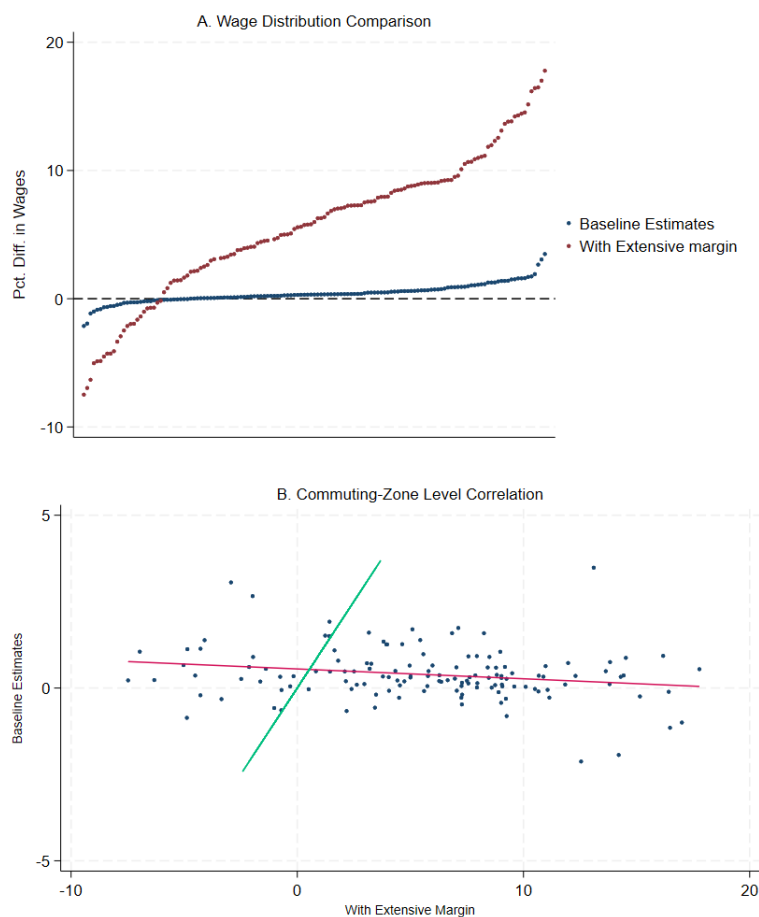 A. Wage Distribution Comparison
20
10
0
-10
Pct. Diff. in Wages
Baseline Estimates
With Extensive margin
B. Commuting-Zone Level Correlation
5
0
-5
Baseline Estimates
-10
0
10
20
With Extensive Margin